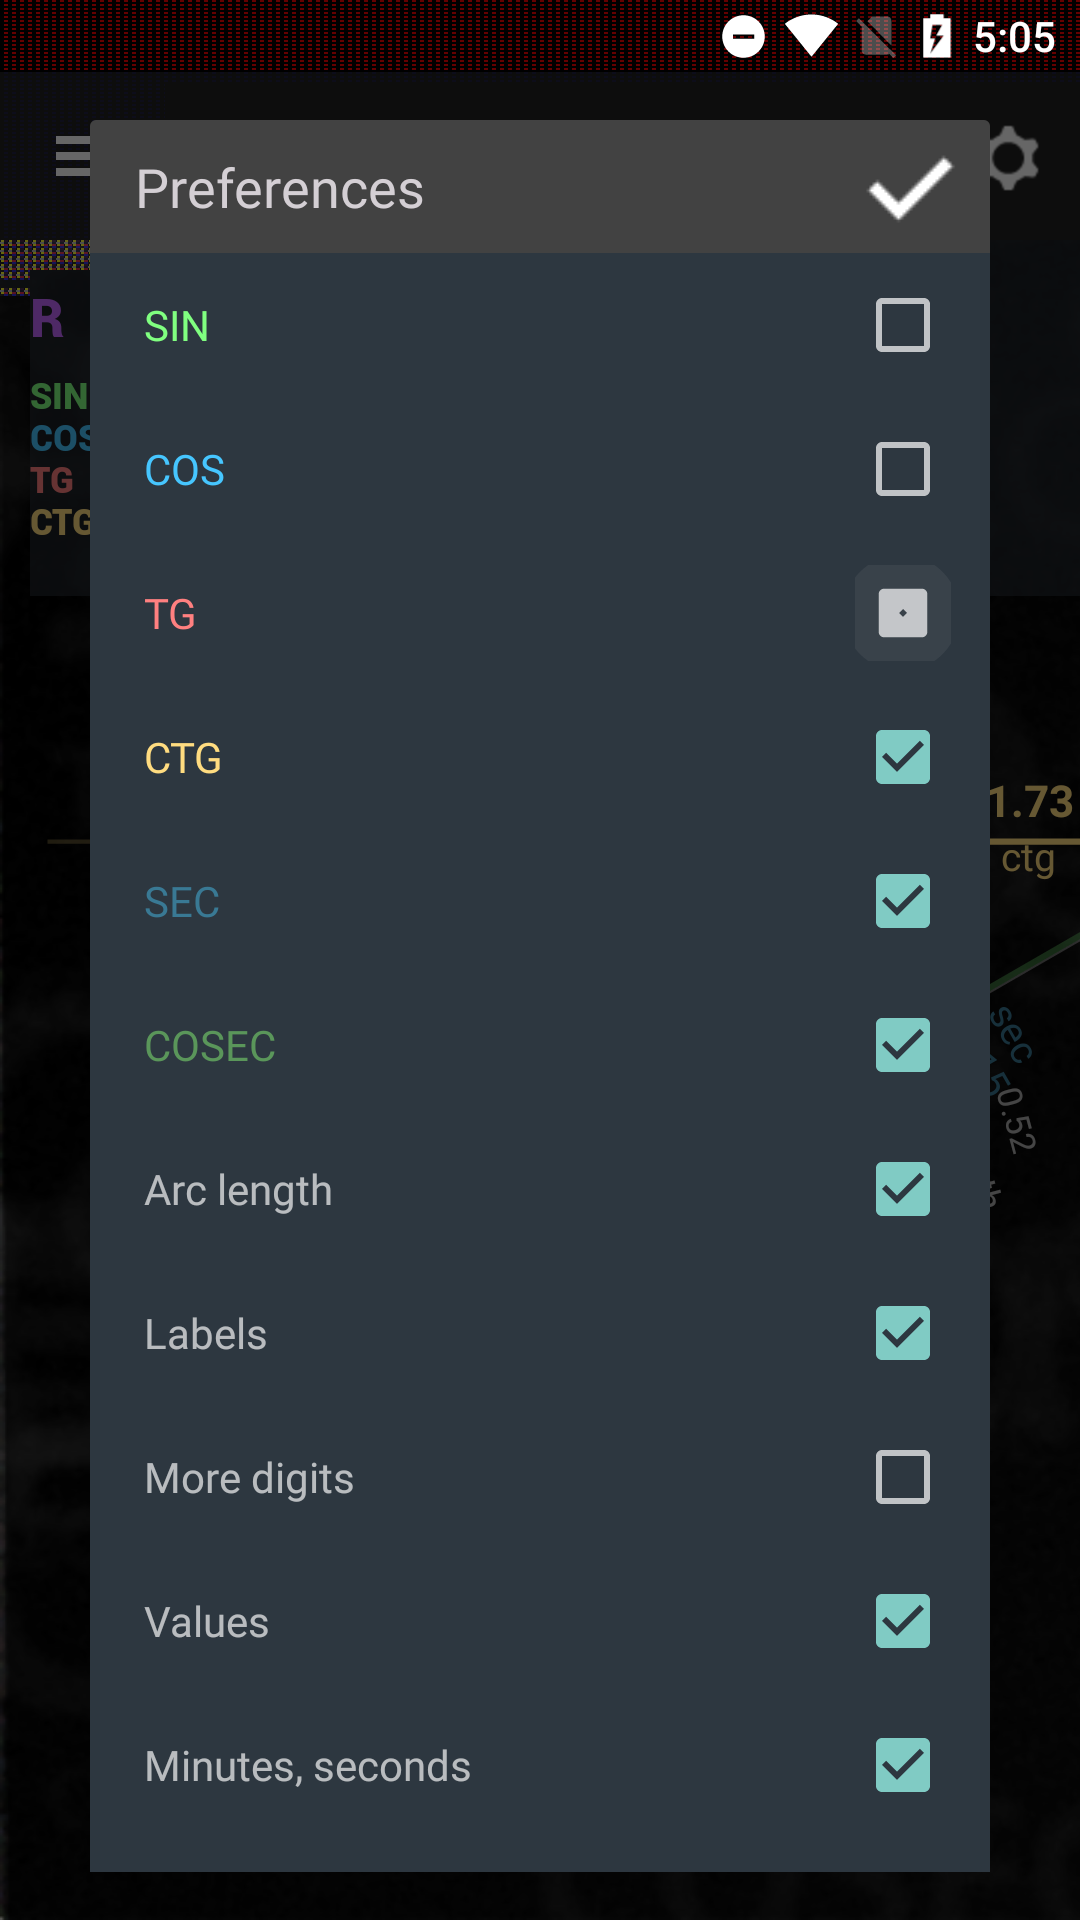 5:05
Preferences
R
SIN
COS
TG
CTG
SIN
COS
TG
CTG
SEC
COSEC
Arc length
Labels
More digits
Values
Minutes, seconds
1.73
ctg
sec
0.52